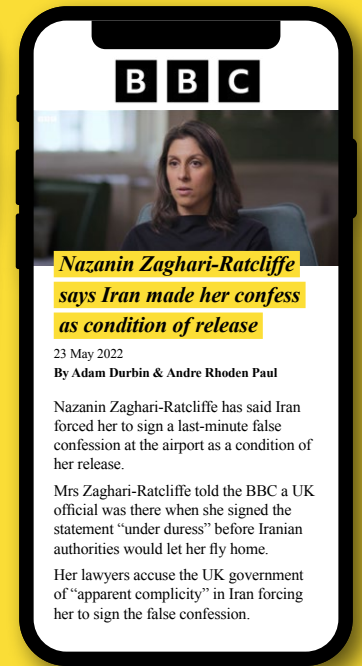 BBC
Nazanin Zaghari-Ratcliffe
says Iran made her confess
as condition of release
23 May 2022
By Adam Durbin & Andre Rhoden Paul
Nazanin Zaghari-Ratcliffe has said Iran
forced her to sign a last-minute false
confession at the airport as a condition of
her release.
Mrs Zaghari-Ratcliffe told the BBC a UK
official was there when she signed the
statement “under duress” before Iranian
authorities would let her fly home.
Her lawyers accuse the UK government
of “apparent complicity” in Iran forcing
her to sign the false confession.